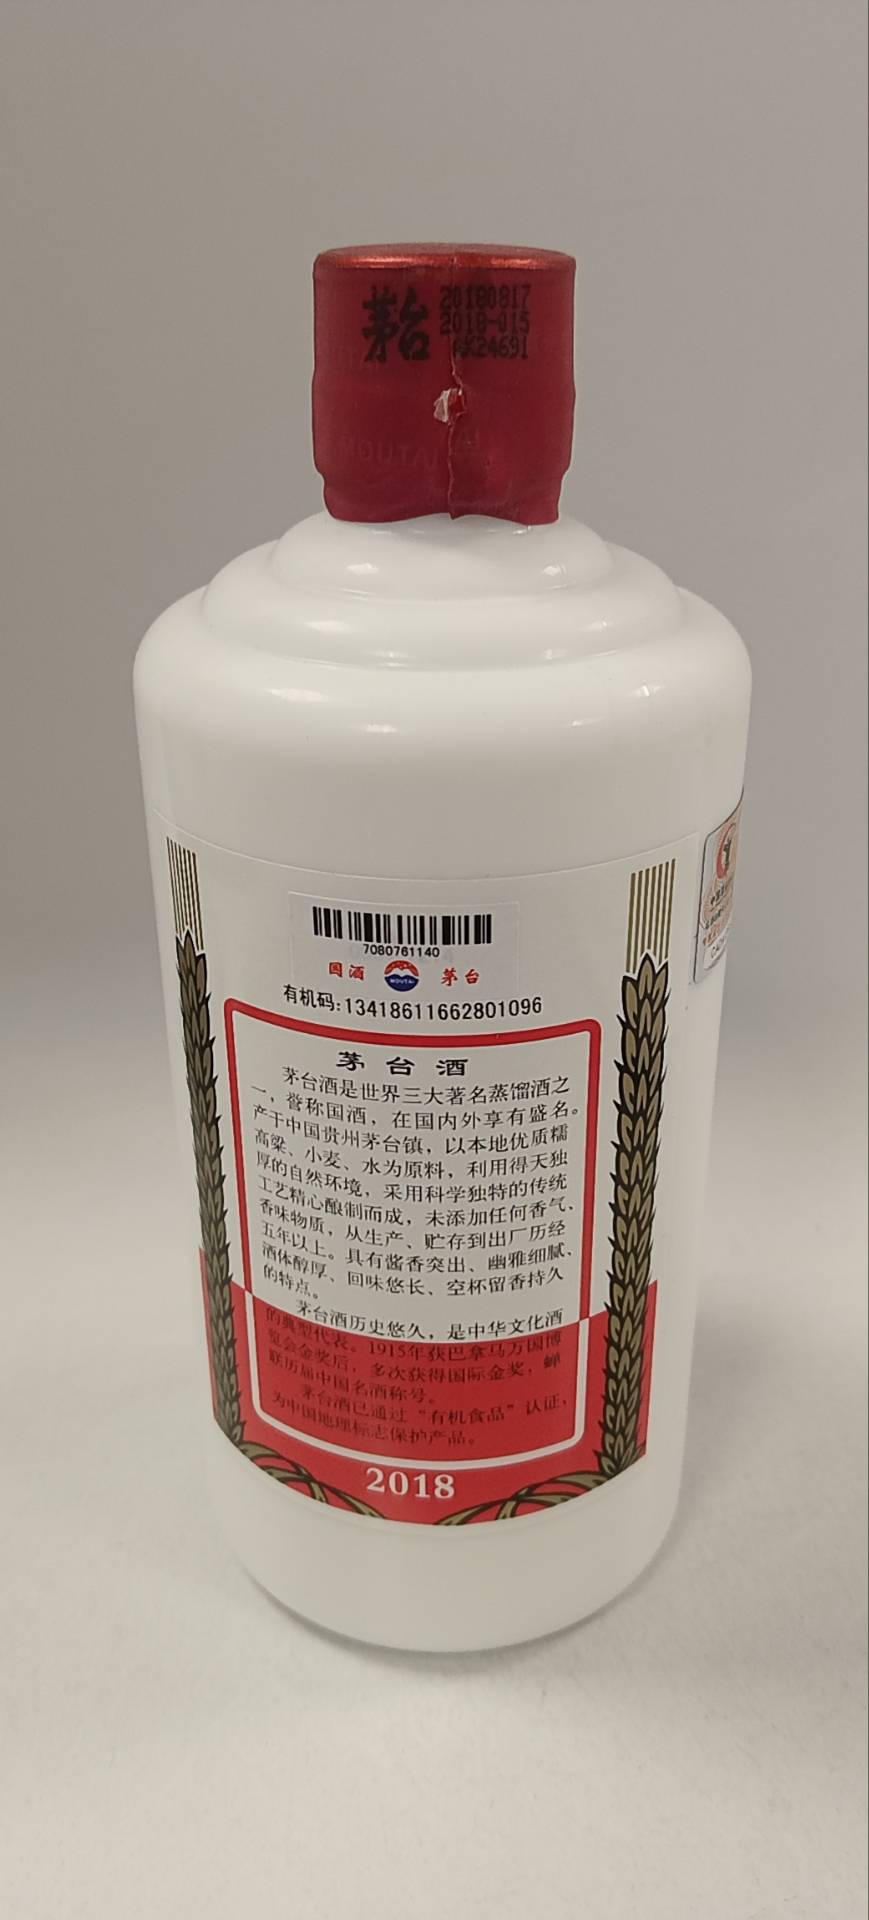 茅台
20180817
2018-015
AK24691
MOUTAI
7080761140
国酒
MOUTAI
茅台
有机码:13418611662801096
茅台酒
茅台酒是世界三大著名蒸馏酒之
一，誉称国酒，在国内外享有盛名。
产于中国贵州茅台镇，以本地优质糯
高粱、小麦、水为原料，利用得天独
厚的自然环境，采用科学独特的传统
工艺精心酿制而成，未添加任何香气、
香味物质，从生产、贮存到出厂历经
五年以上。具有酱香突出、幽雅细腻、
酒体醇厚、回味悠长、空杯留香持久
的特点。
茅台酒历史悠久，是中华文化酒
的典型代表。1915年获巴拿马万国博
览会金奖后，多次获得国际金奖，蝉
联历届中国名酒称号。
茅台酒已通过“有机食品”认证，
为中国地理标志保护产品。
2018